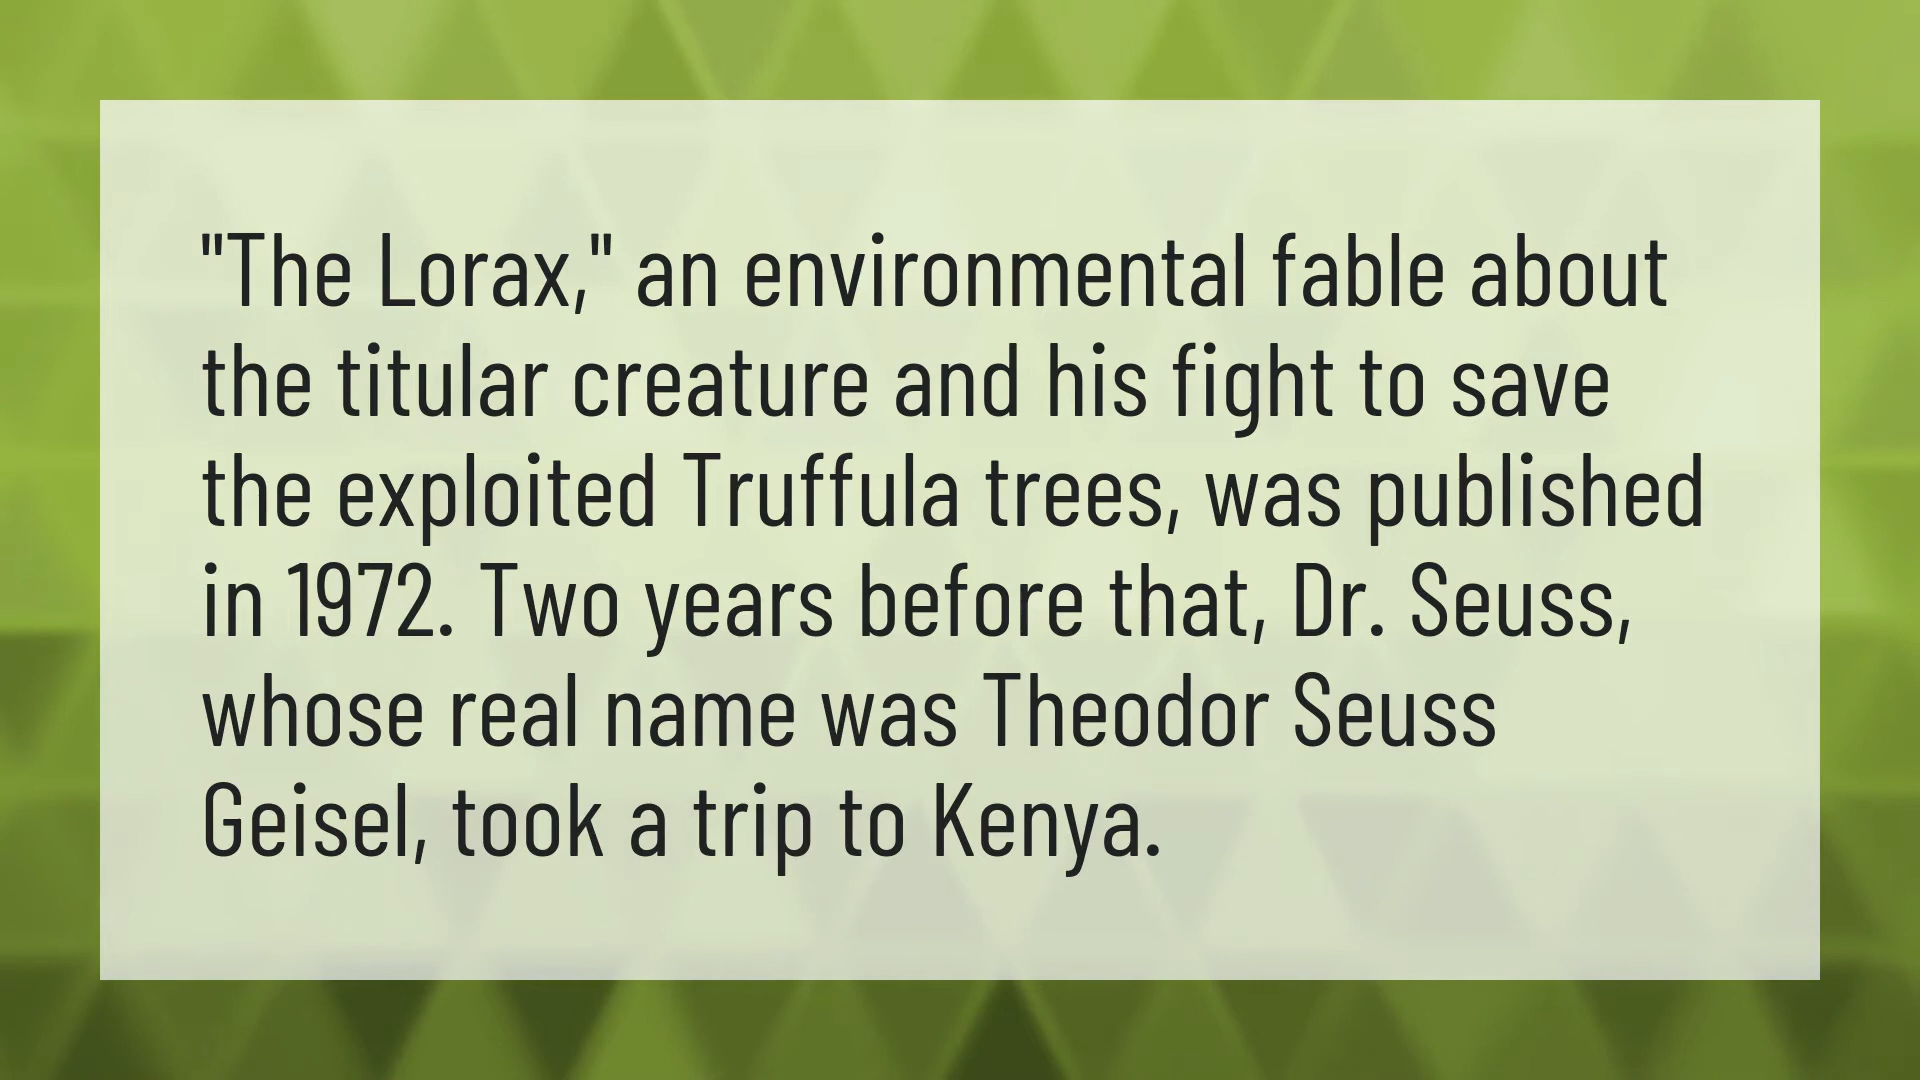 "The Lorax," an environmental fable about
the titular creature and his fight to save
the exploited Truffula trees, was published
in 1972. Two years before that, Dr. Seuss,
whose real name was Theodor Seuss
Geisel, took a trip to Kenya.